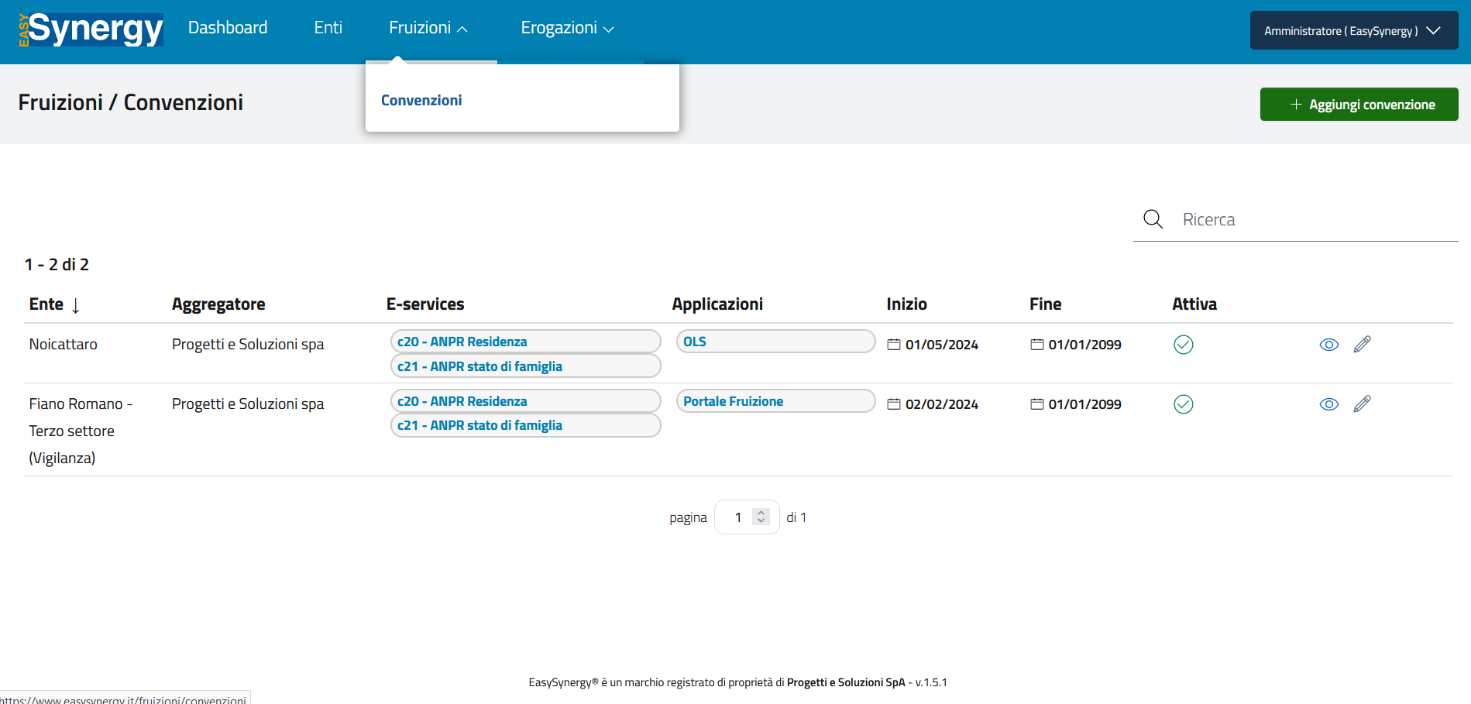 EASY Synergy Dashboard Enti Fruizioni Erogazioni Amministratore ( EasySynergy )
Convenzioni
Fruizioni / Convenzioni
+ Aggiungi convenzione
Ricerca
1 - 2 di 2
Ente ↓ Aggregatore E-services Applicazioni Inizio Fine Attiva
Noicattaro Progetti e Soluzioni spa c20 - ANPR Residenza OLS 01/05/2024 01/01/2099
c21 - ANPR stato di famiglia
Fiano Romano - Progetti e Soluzioni spa c20 - ANPR Residenza Portale Fruizione 02/02/2024 01/01/2099
Terzo settore c21 - ANPR stato di famiglia
(Vigilanza)
pagina 1 di 1
EasySynergy® è un marchio registrato di proprietà di Progetti e Soluzioni SpA - v.1.5.1
https://www.easysynergy.it/fruizioni/convenzioni